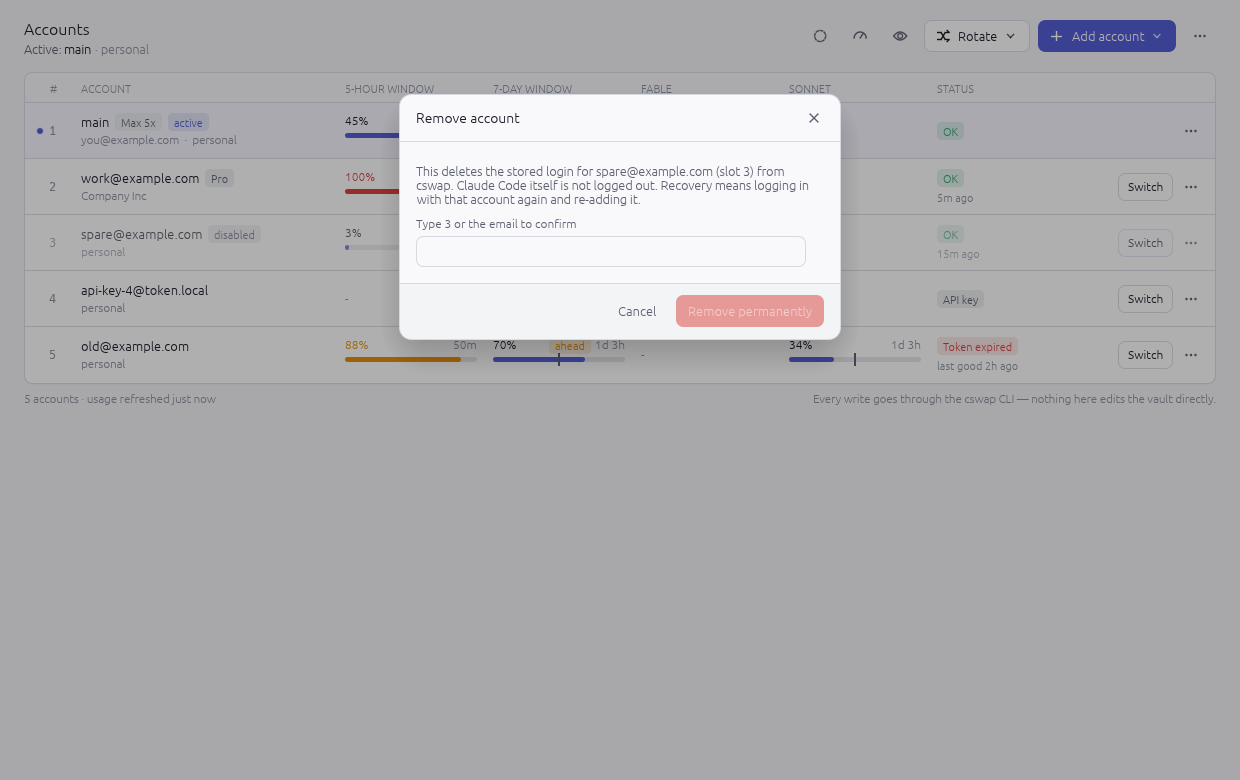 Accounts
Active: main · personal
Rotate
Add account
# ACCOUNT 5-HOUR WINDOW 7-DAY WINDOW FABLE SONNET STATUS
1 main Max 5x active 45% OK
you@example.com · personal
2 work@example.com Pro 100% OK Switch
Company Inc 5m ago
3 spare@example.com disabled 3% OK Switch
personal 15m ago
4 api-key-4@token.local - API key Switch
personal
5 old@example.com 88% 50m 70% ahead 1d 3h - 34% 1d 3h Token expired Switch
personal last good 2h ago
5 accounts · usage refreshed just now
Every write goes through the cswap CLI — nothing here edits the vault directly.
Remove account
This deletes the stored login for spare@example.com (slot 3) from
cswap. Claude Code itself is not logged out. Recovery means logging in
with that account again and re-adding it.
Type 3 or the email to confirm
Cancel
Remove permanently